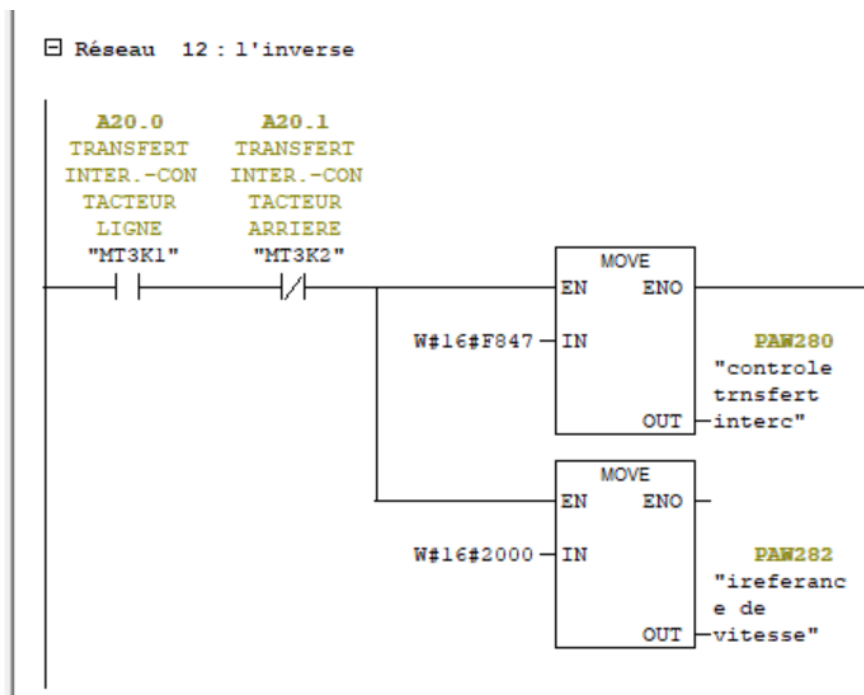 Réseau 12 : l'inverse
A20.0
TRANSFERT
INTER.-CON
TACTEUR
LIGNE
"MT3K1"
A20.1
TRANSFERT
INTER.-CON
TACTEUR
ARRIERE
"MT3K2"
MOVE
EN ENO
W#16#F847 IN
PAW280
"controle
trnsfert
OUT interc"
MOVE
EN ENO
W#16#2000 IN
PAW282
"ireferanc
e de
OUT vitesse"